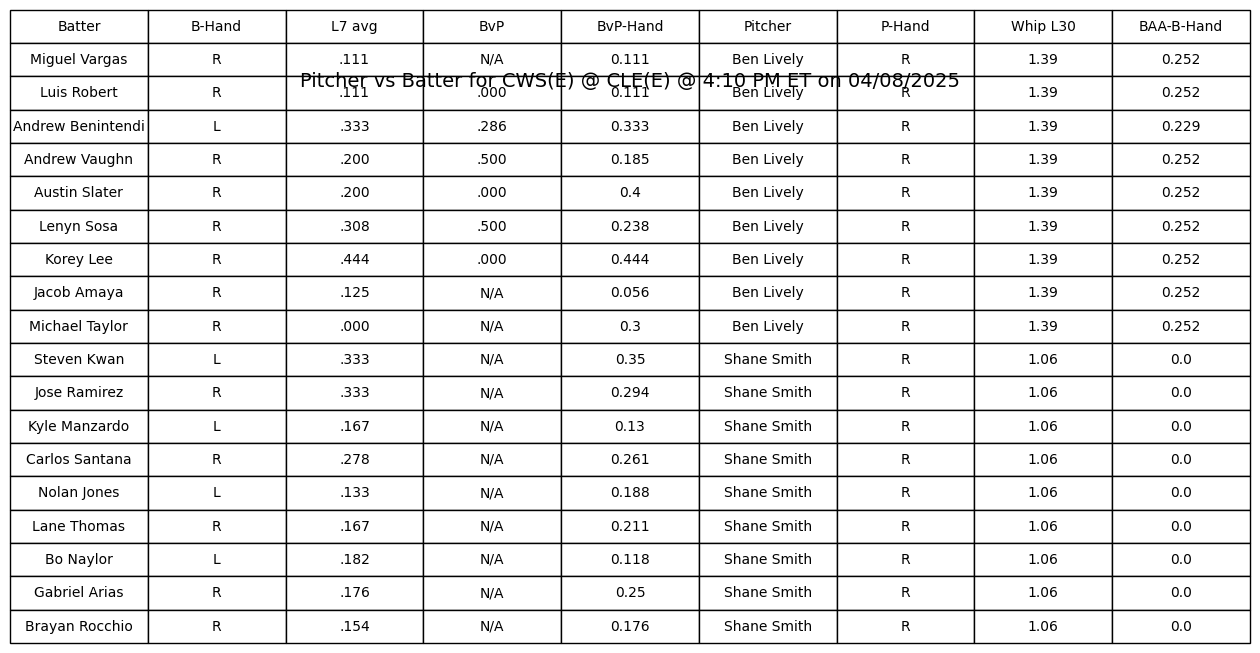 Batter B-Hand L7 avg BvP BvP-Hand Pitcher P-Hand Whip L30 BAA-B-Hand
Miguel Vargas R .111 N/A 0.111 Ben Lively R 1.39 0.252
Pitcher vs Batter for CWS(E) @ CLE(E) @ 4:10 PM ET on 04/08/2025
Luis Robert R .111 .000 0.111 Ben Lively R 1.39 0.252
Andrew Benintendi L .333 .286 0.333 Ben Lively R 1.39 0.229
Andrew Vaughn R .200 .500 0.185 Ben Lively R 1.39 0.252
Austin Slater R .200 .000 0.4 Ben Lively R 1.39 0.252
Lenyn Sosa R .308 .500 0.238 Ben Lively R 1.39 0.252
Korey Lee R .444 .000 0.444 Ben Lively R 1.39 0.252
Jacob Amaya R .125 N/A 0.056 Ben Lively R 1.39 0.252
Michael Taylor R .000 N/A 0.3 Ben Lively R 1.39 0.252
Steven Kwan L .333 N/A 0.35 Shane Smith R 1.06 0.0
Jose Ramirez R .333 N/A 0.294 Shane Smith R 1.06 0.0
Kyle Manzardo L .167 N/A 0.13 Shane Smith R 1.06 0.0
Carlos Santana R .278 N/A 0.261 Shane Smith R 1.06 0.0
Nolan Jones L .133 N/A 0.188 Shane Smith R 1.06 0.0
Lane Thomas R .167 N/A 0.211 Shane Smith R 1.06 0.0
Bo Naylor L .182 N/A 0.118 Shane Smith R 1.06 0.0
Gabriel Arias R .176 N/A 0.25 Shane Smith R 1.06 0.0
Brayan Rocchio R .154 N/A 0.176 Shane Smith R 1.06 0.0